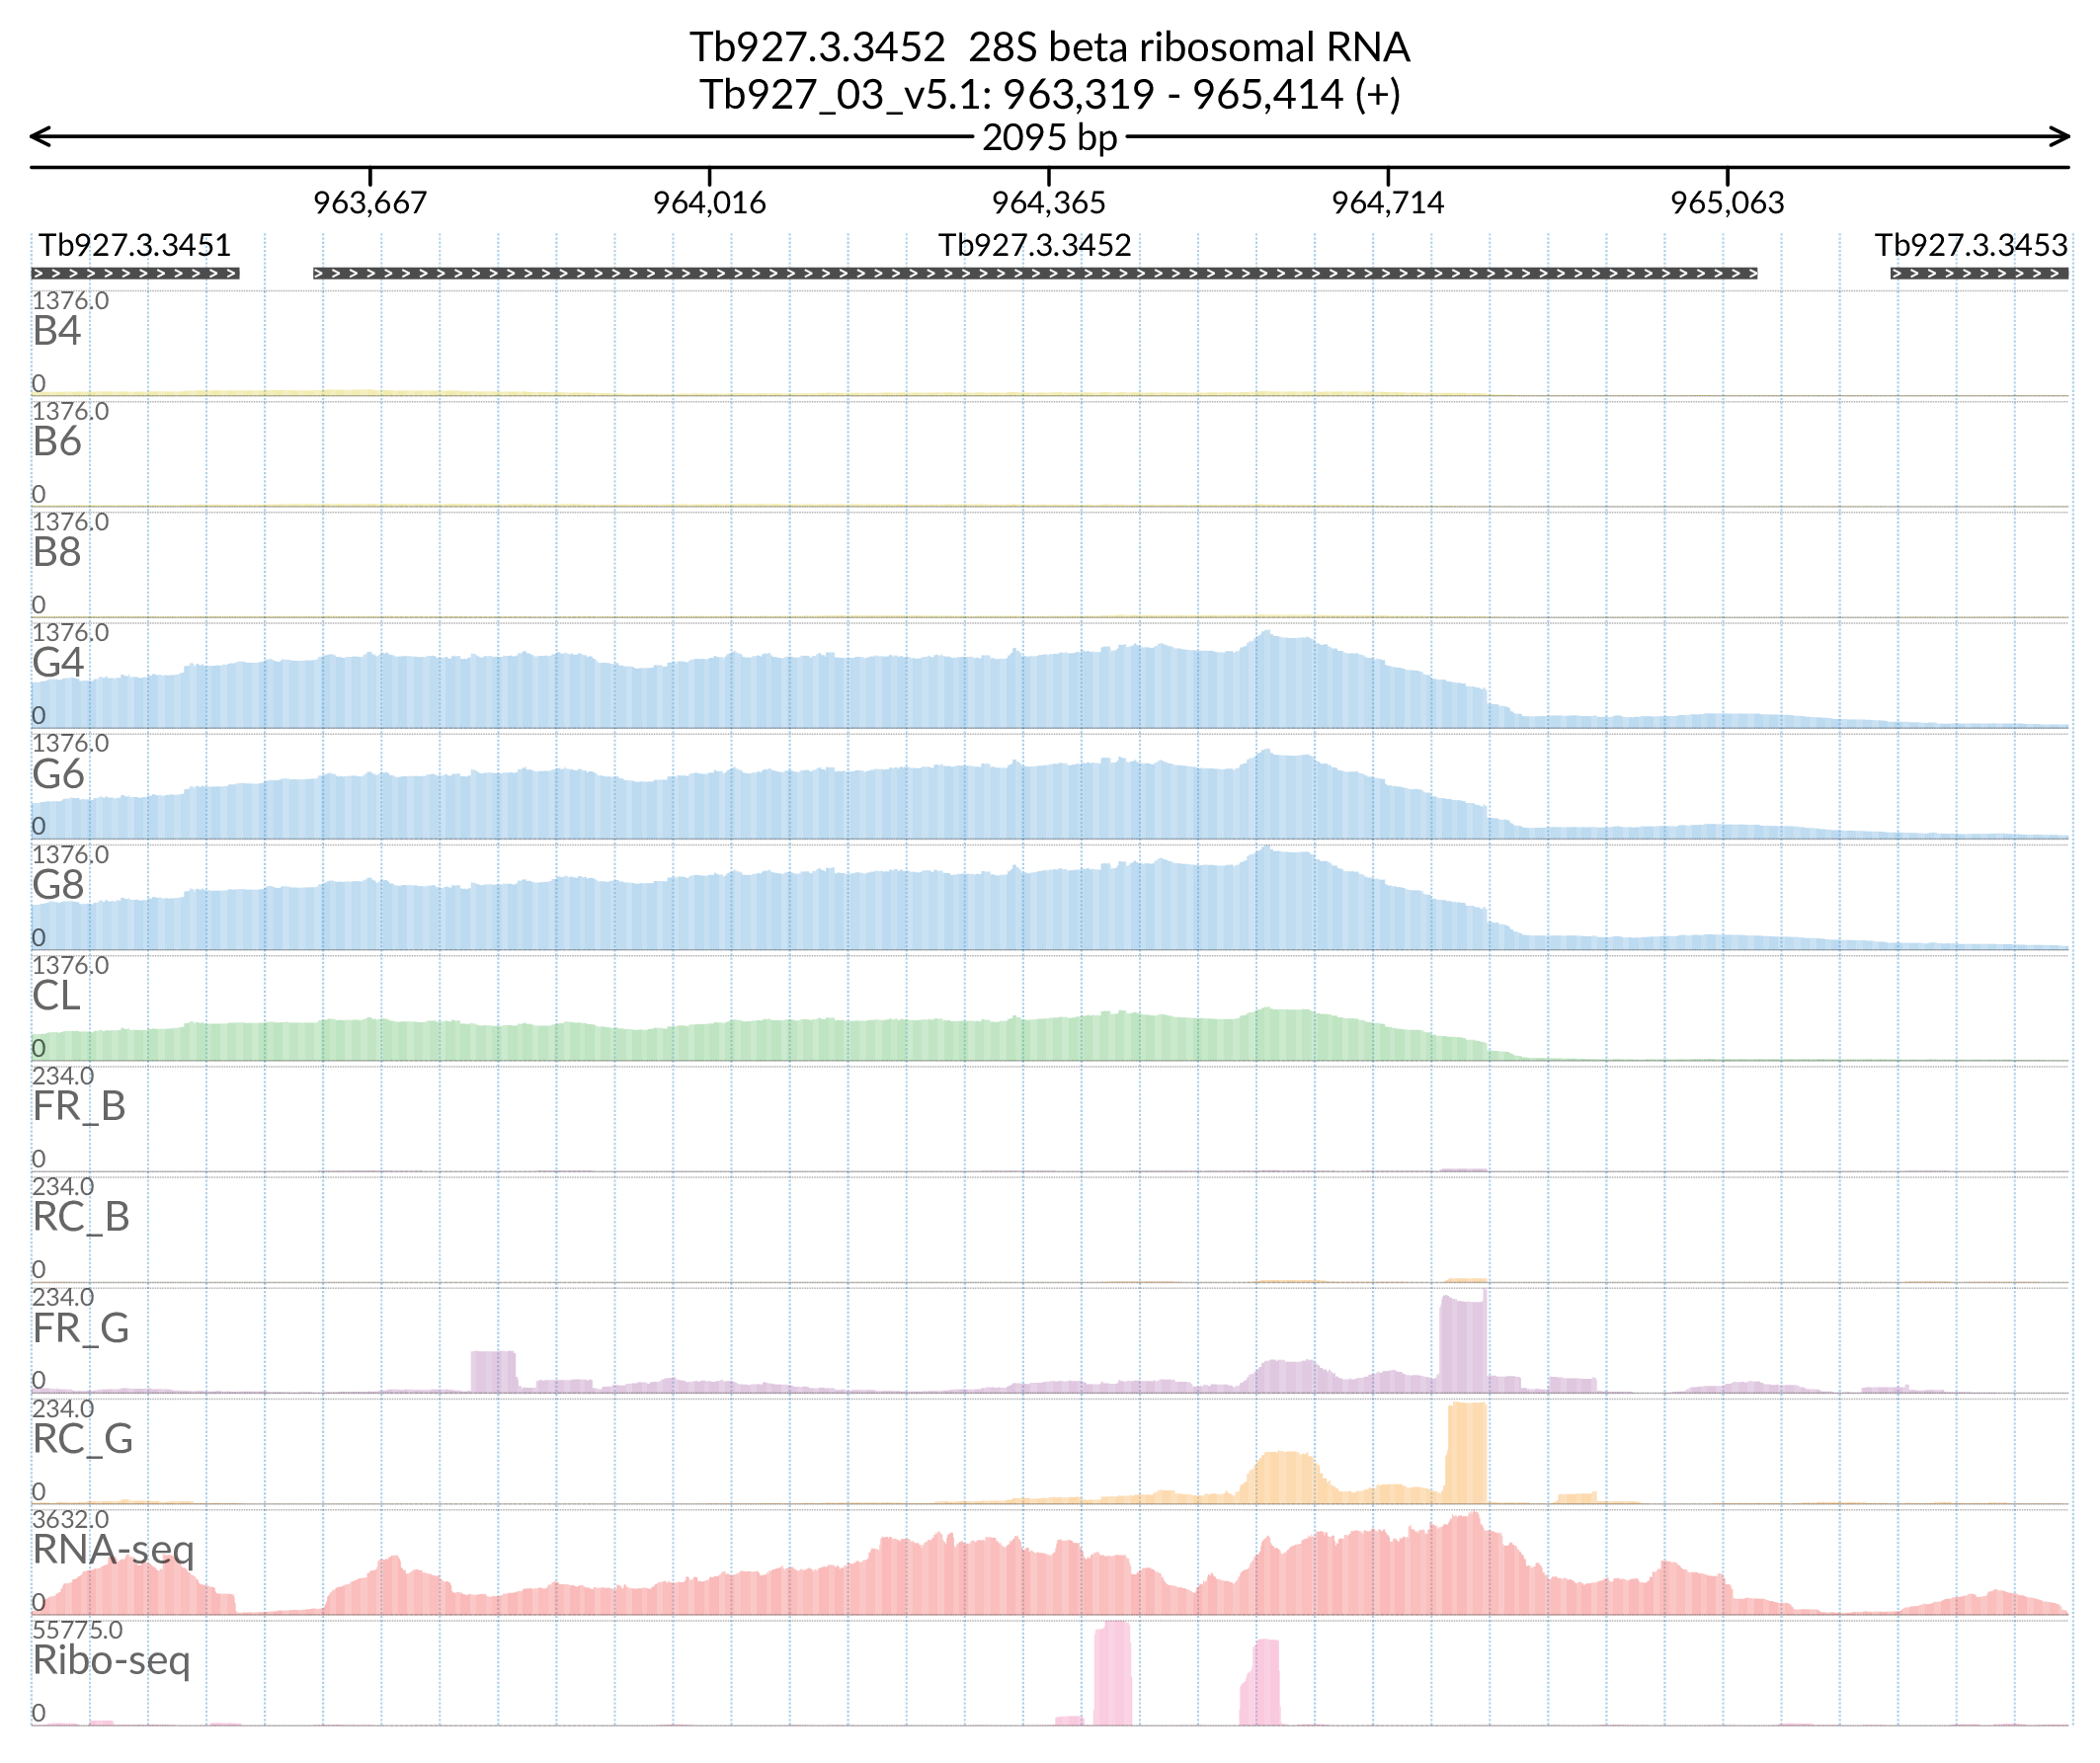 Tb927.3.3452  28S beta ribosomal RNA
Tb927_03_v5.1: 963,319 - 965,414 (+)
2095 bp
963,667 964,016 964,365 964,714 965,063
Tb927.3.3451 Tb927.3.3452 Tb927.3.3453
1376.0
B4
0
1376.0
B6
0
1376.0
B8
0
1376.0
G4
0
1376.0
G6
0
1376.0
G8
0
1376.0
CL
0
234.0
FR_B
0
234.0
RC_B
0
234.0
FR_G
0
234.0
RC_G
0
3632.0
RNA-seq
0
55775.0
Ribo-seq
0